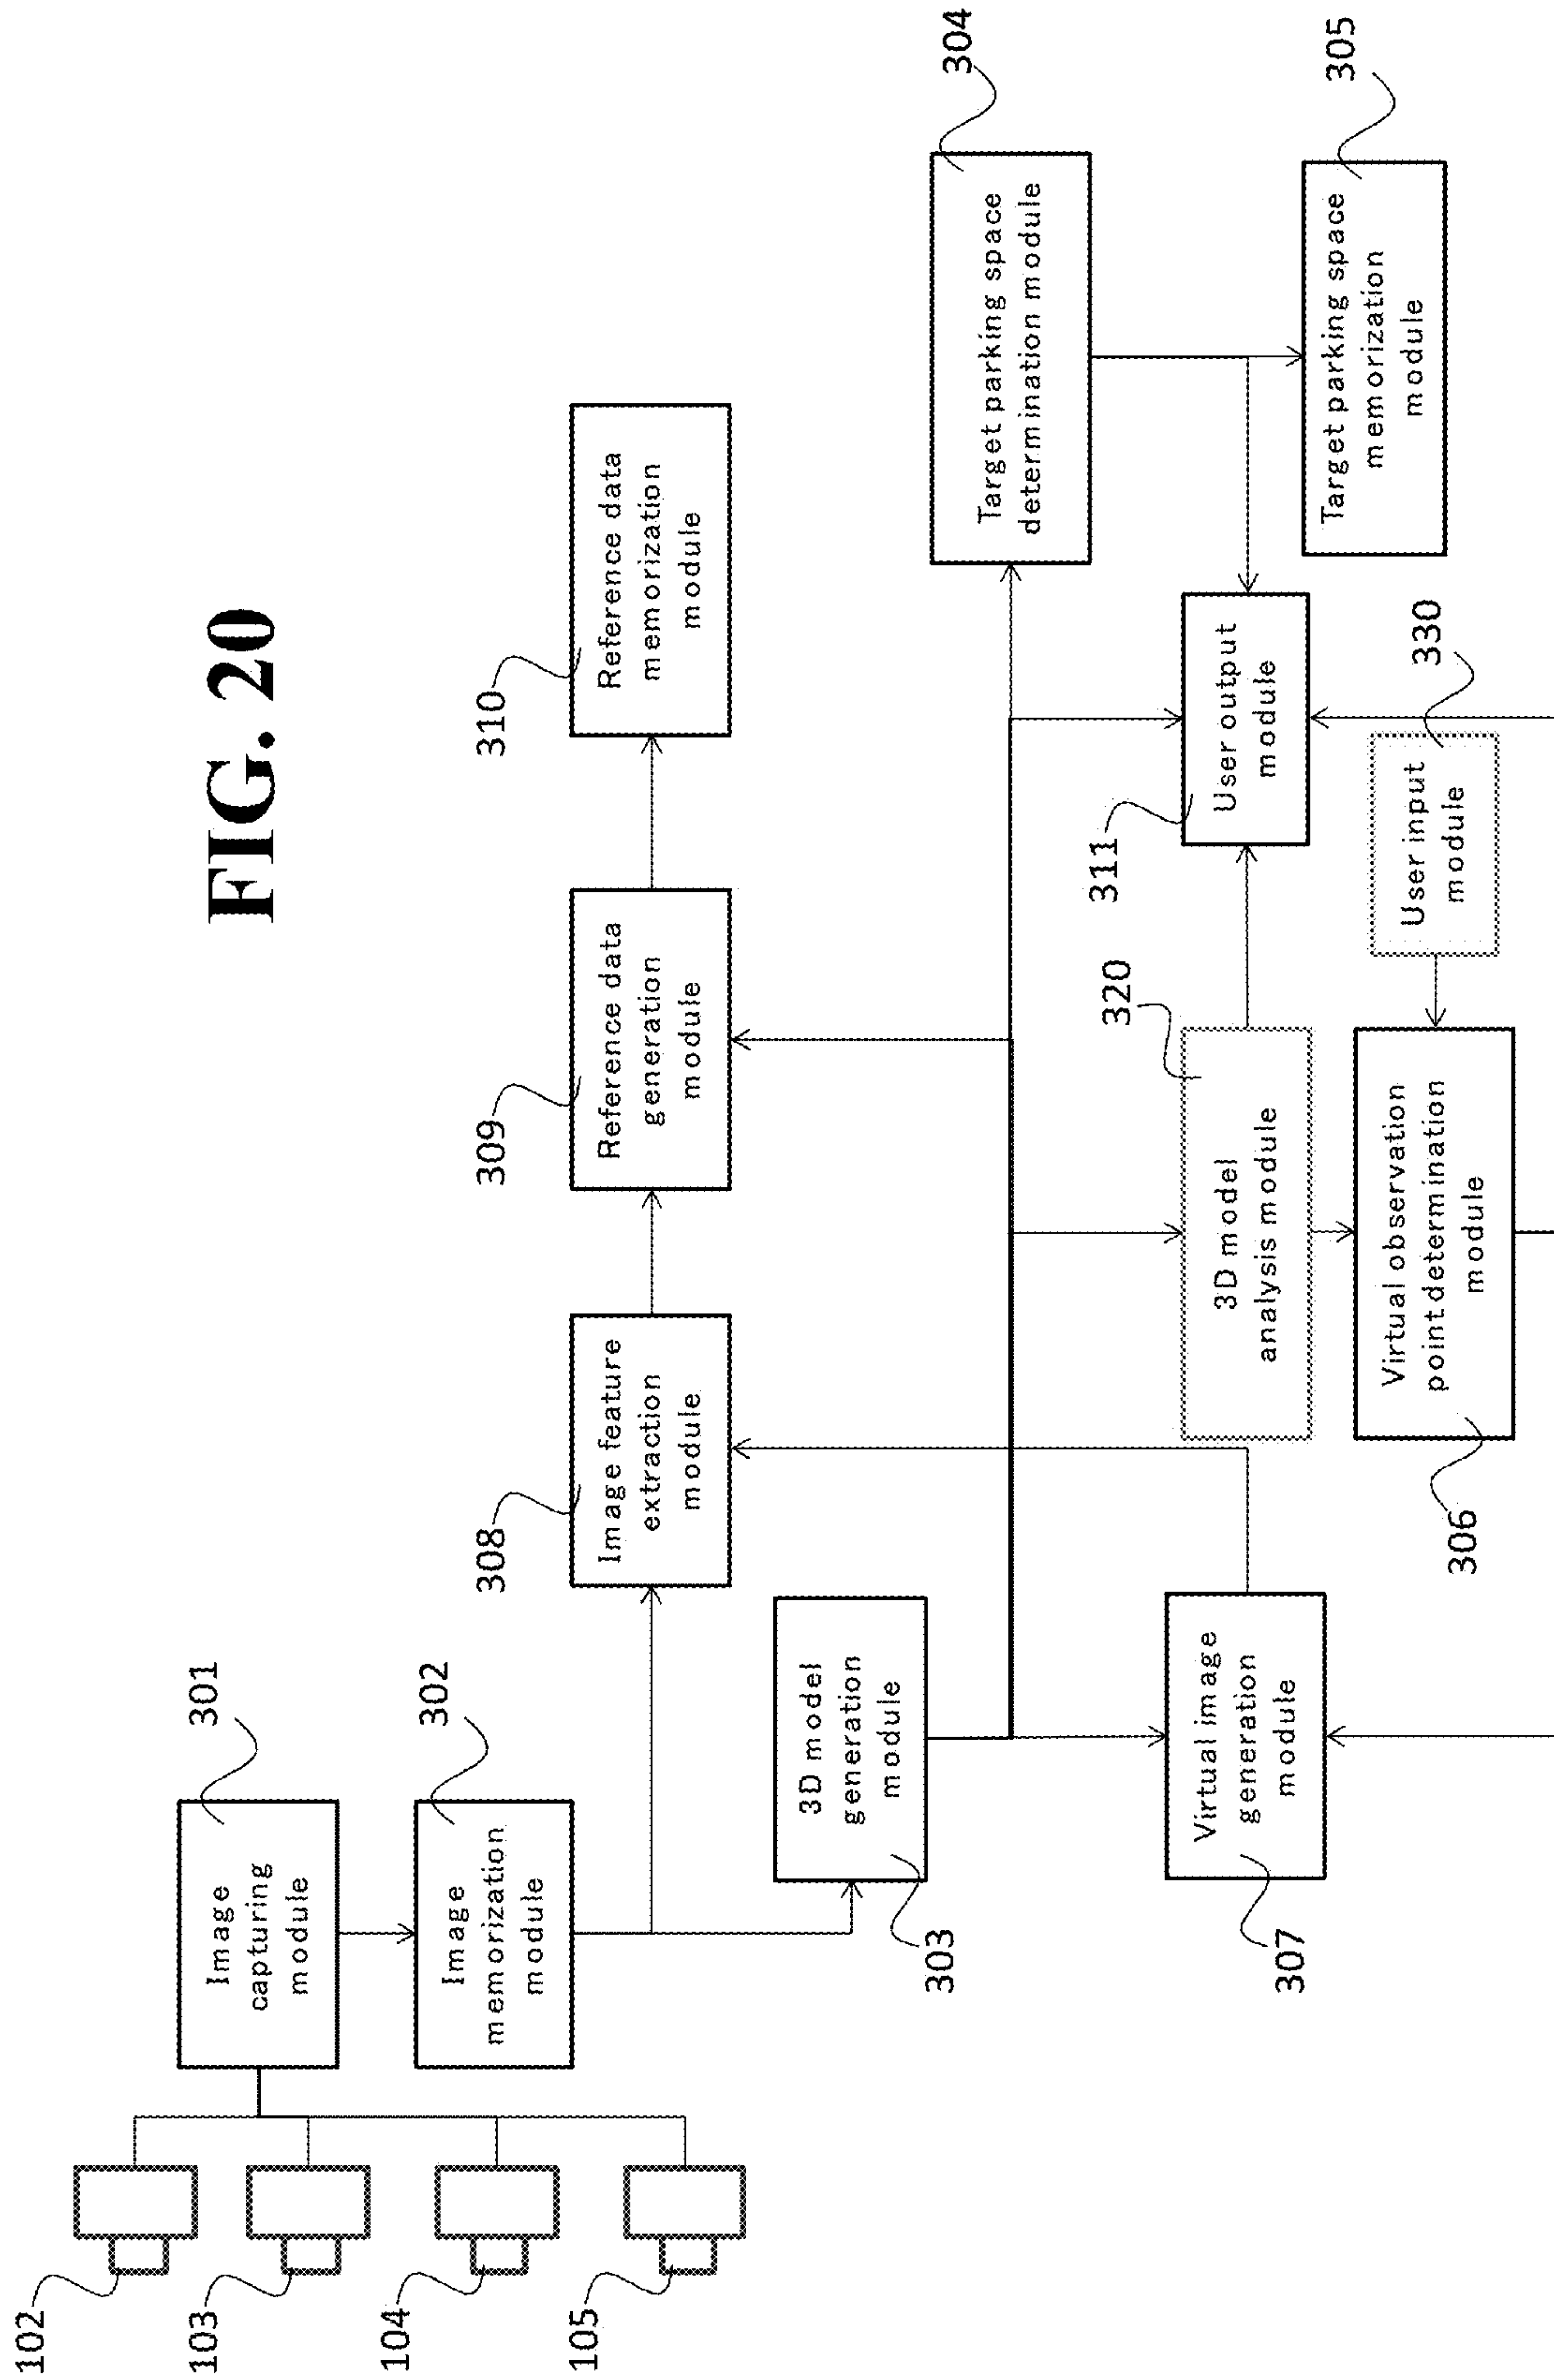 FIG. 20
102
103
104
105
301
Image
capturing
module
302
Image
memorization
module
308
Image feature
extraction
module
309
Reference data
generation
module
310
Reference data
memorization
module
303
3D model
generation
module
304
Target parking space
determination module
307
Virtual image
generation
module
320
3D model
analysis module
311
User output
module
305
Target parking space
memorization
module
306
Virtual observation
point determination
module
330
User input
module